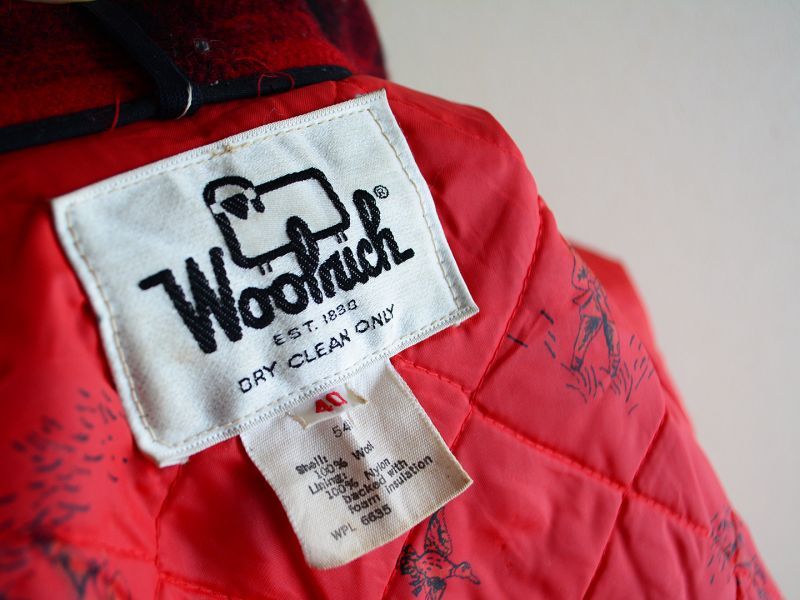 ®
Woolrich
EST. 1830
DRY CLEAN ONLY
40
54
Shell:
100% Wool
Lining:
100% Nylon
backed with
foam insulation
WPL 6635